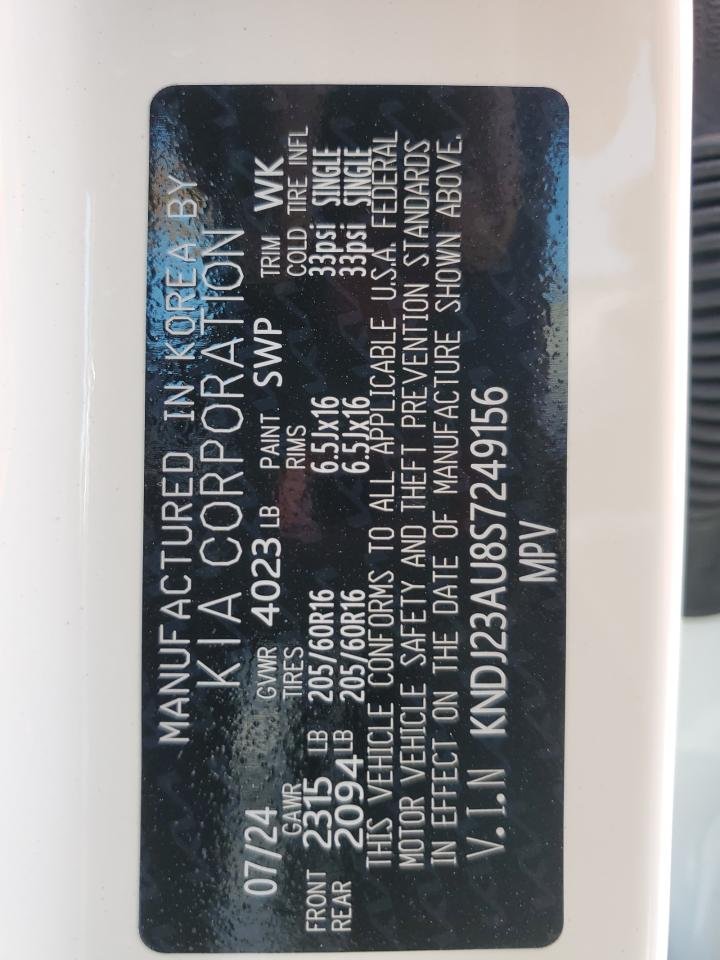 MANUFACTURED IN KOREA BY
KIA CORPORATION
07/24 GVWR 4023 LB PAINT SWP TRIM WK
GAWR TIRES RIMS COLD TIRE INFL
FRONT 2315 LB 205/60R16 6.5Jx16 33psi SINGLE
REAR 2094 LB 205/60R16 6.5Jx16 33psi SINGLE
THIS VEHICLE CONFORMS TO ALL APPLICABLE U.S.A. FEDERAL
MOTOR VEHICLE SAFETY AND THEFT PREVENTION STANDARDS
IN EFFECT ON THE DATE OF MANUFACTURE SHOWN ABOVE.
V.I.N KNDJ23AU8S7249156
MPV